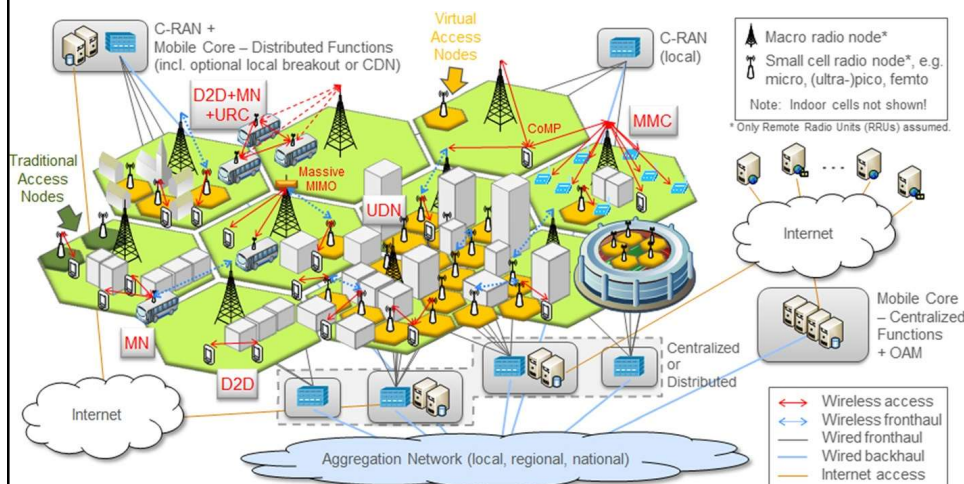 C-RAN +
Mobile Core – Distributed Functions
(incl. optional local breakout or CDN)
Virtual
Access
Nodes
C-RAN
(local)
Macro radio node*
Small cell radio node*, e.g.
micro, (ultra-)pico, femto
Note: Indoor cells not shown!
* Only Remote Radio Units (RRUs) assumed.
D2D+MN
+URC
CoMP
MMC
Traditional
Access
Nodes
Massive
MIMO
UDN
Internet
MN
D2D
Mobile Core
– Centralized
Functions
+ OAM
Centralized
or
Distributed
Internet
Aggregation Network (local, regional, national)
Wireless access
Wireless fronthaul
Wired fronthaul
Wired backhaul
Internet access